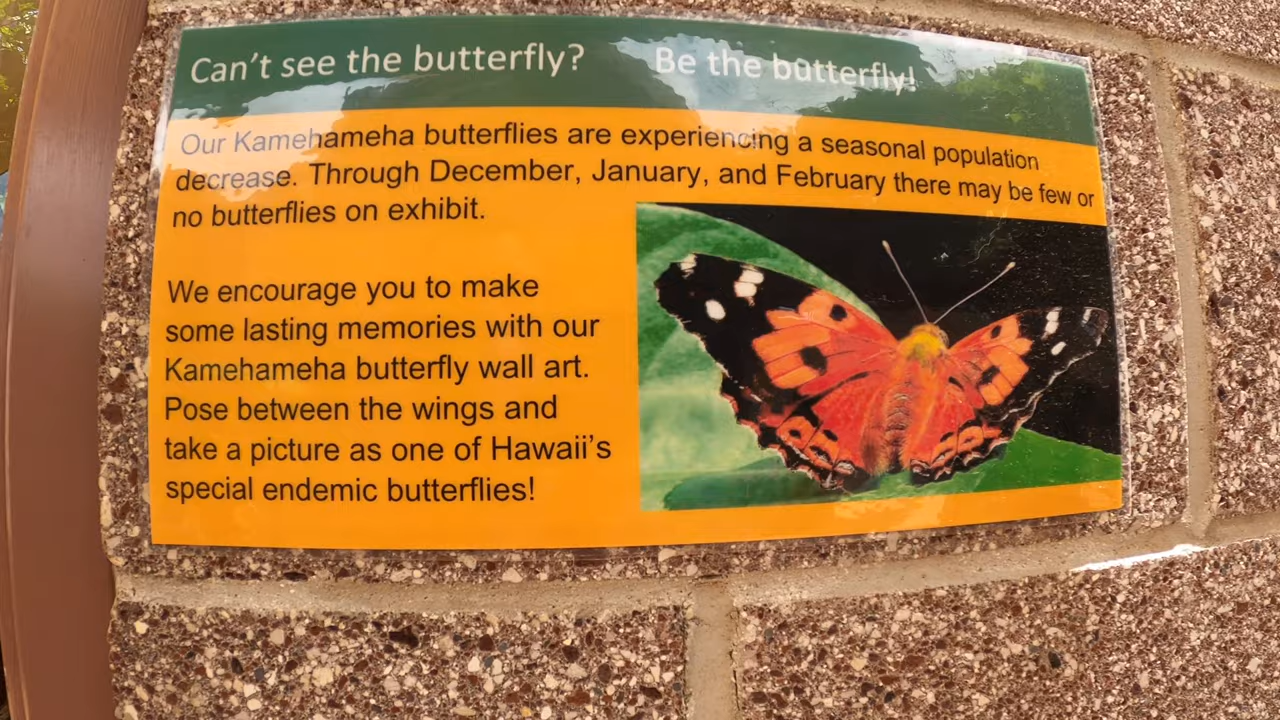 Can't see the butterfly? Be the butterfly!
Our Kamehameha butterflies are experiencing a seasonal population
decrease. Through December, January, and February there may be few or
no butterflies on exhibit.
We encourage you to make
some lasting memories with our
Kamehameha butterfly wall art.
Pose between the wings and
take a picture as one of Hawaii's
special endemic butterflies!